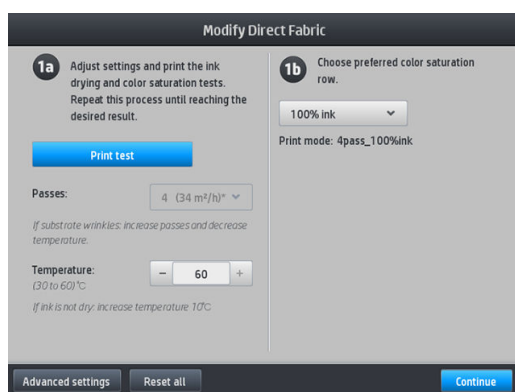 Modify Direct Fabric
1a
Adjust settings and print the ink
drying and color saturation tests.
Repeat this process until reaching the
desired result.
Print test
Passes:
4 (34 m²/h)*
If substrate wrinkles: increase passes and decrease
temperature.
Temperature:
(30 to 60)°C
− 60 +
If ink is not dry: increase temperature 10°C
1b
Choose preferred color saturation
row.
100% ink
Print mode: 4pass_100%ink
Advanced settings
Reset all
Continue